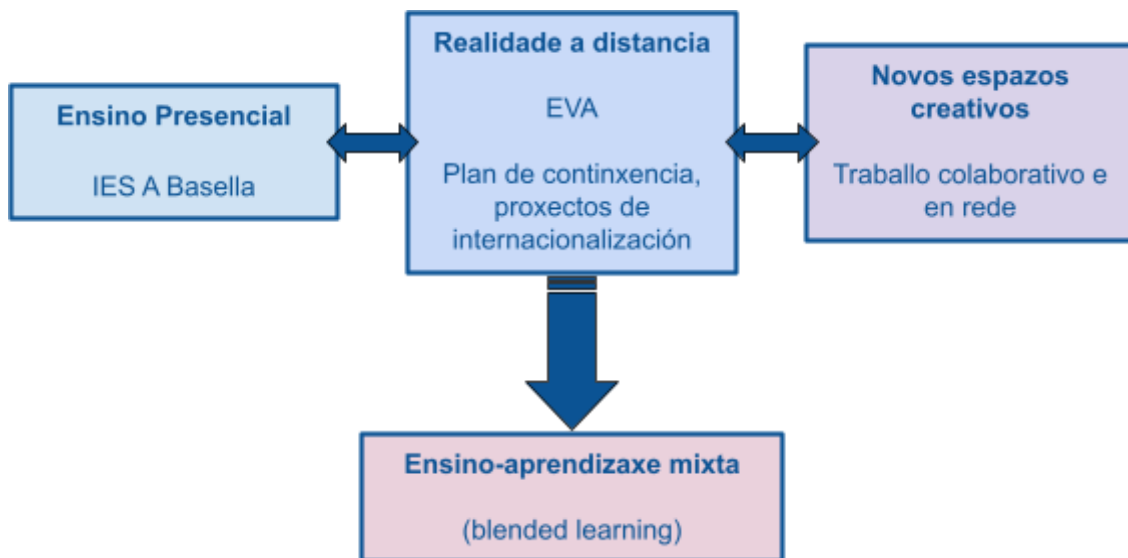 Ensino Presencial
IES A Basella
Realidade a distancia
EVA
Plan de continxencia,
proxectos de
internacionalización
Novos espazos
creativos
Traballo colaborativo e
en rede
Ensino-aprendizaxe mixta
(blended learning)